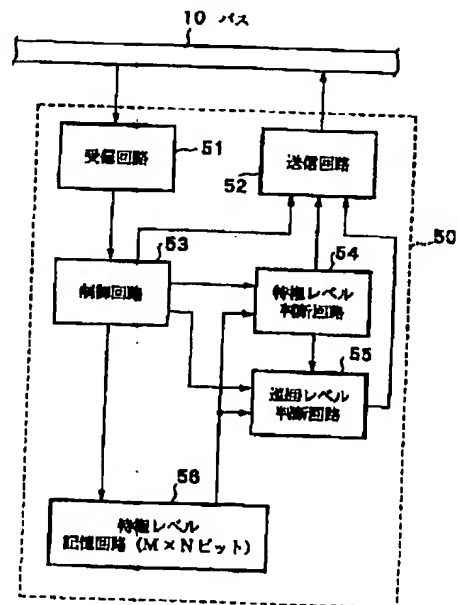 10 バス
受信回路
51
送信回路
52
50
53
制御回路
54
特権レベル
判断回路
55
巡回レベル
判断回路
56
特権レベル
記憶回路 (M×Nビット)